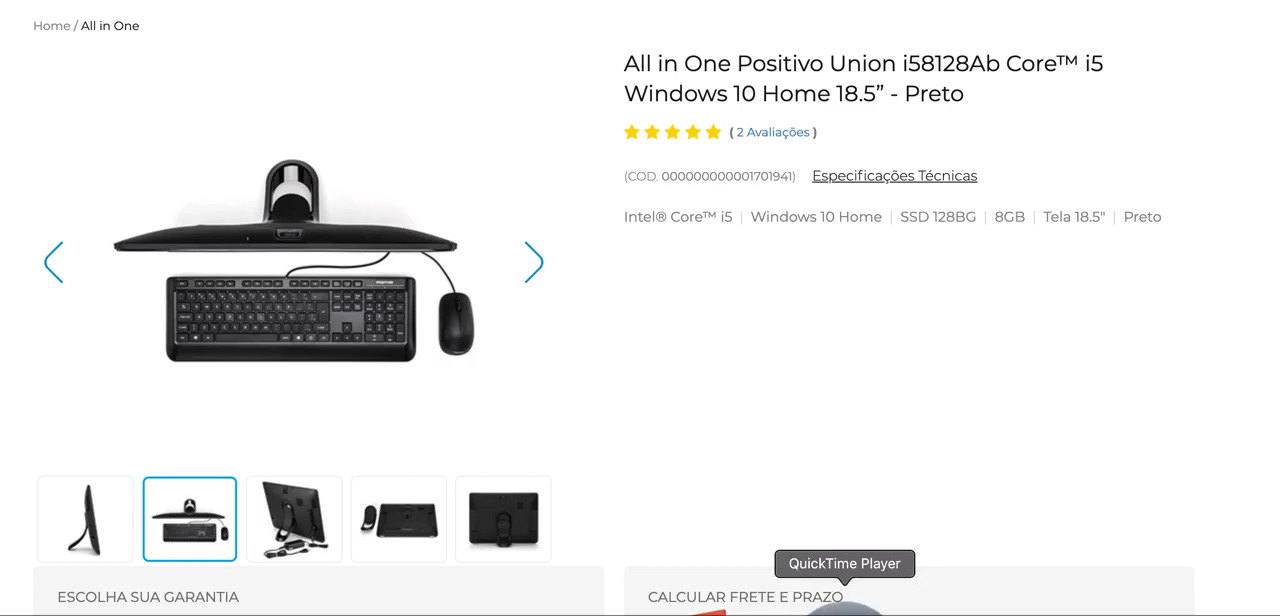 Home / All in One
All in One Positivo Union i58128Ab Core™ i5
Windows 10 Home 18.5” - Preto
( 2 Avaliações )
(COD. 000000000001701941) Especificações Técnicas
Intel® Core™ i5 | Windows 10 Home | SSD 128BG | 8GB | Tela 18.5" | Preto
QuickTime Player
ESCOLHA SUA GARANTIA
CALCULAR FRETE E PRAZO